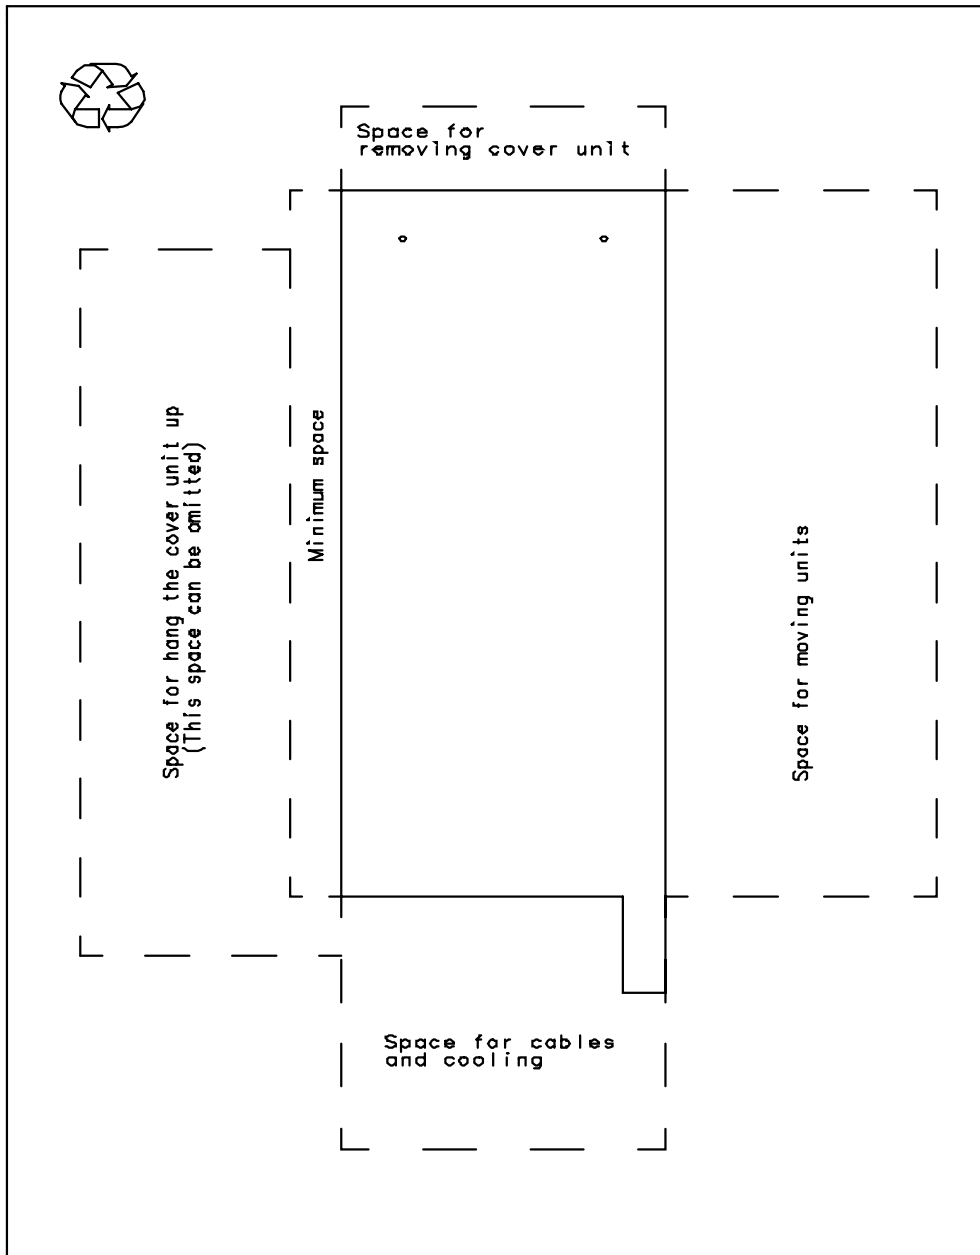 Space for
removing cover unit
Space for hang the cover unit up
(This space can be omitted)
Minimum space
Space for moving units
Space for cables
and cooling